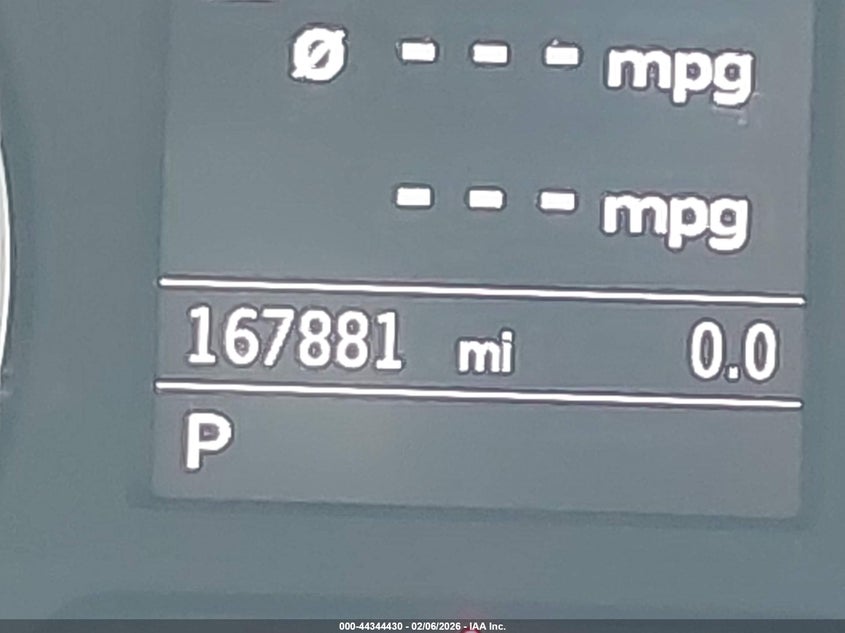 Ø --- mpg
--- mpg
167881 mi 0.0
P
000-44344430 - 02/06/2026 - IAA Inc.